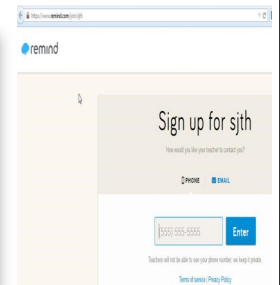 https://www.remind.com/join/sjth
remind
Sign up for sjth
How would you like your teacher to contact you?
PHONE EMAIL
(555) 555-5555 Enter
Teachers will not be able to see your phone number, we keep it private.
Terms of service | Privacy Policy